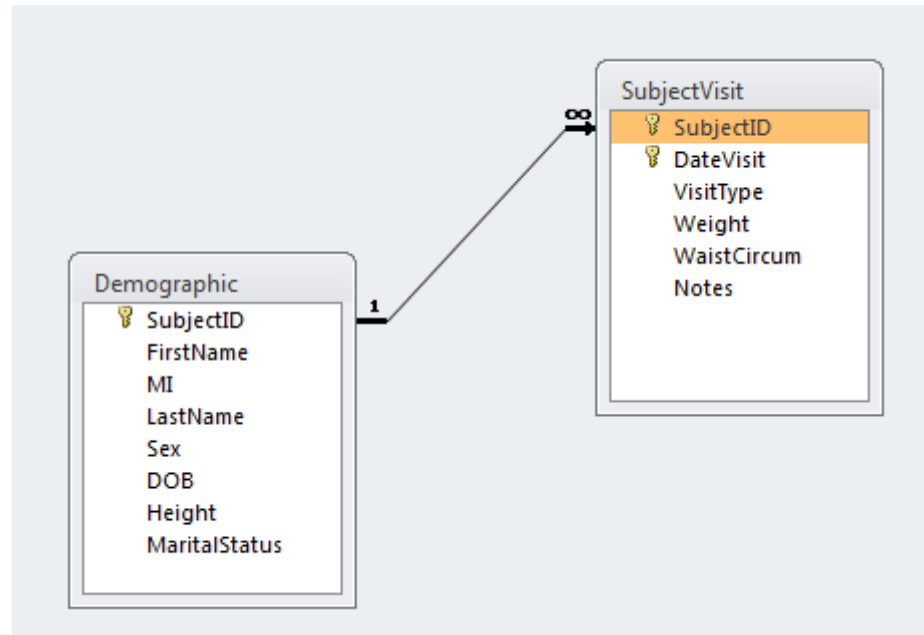 SubjectVisit
∞
SubjectID
DateVisit
VisitType
Weight
WaistCircum
Notes
Demographic
1
SubjectID
FirstName
MI
LastName
Sex
DOB
Height
MaritalStatus